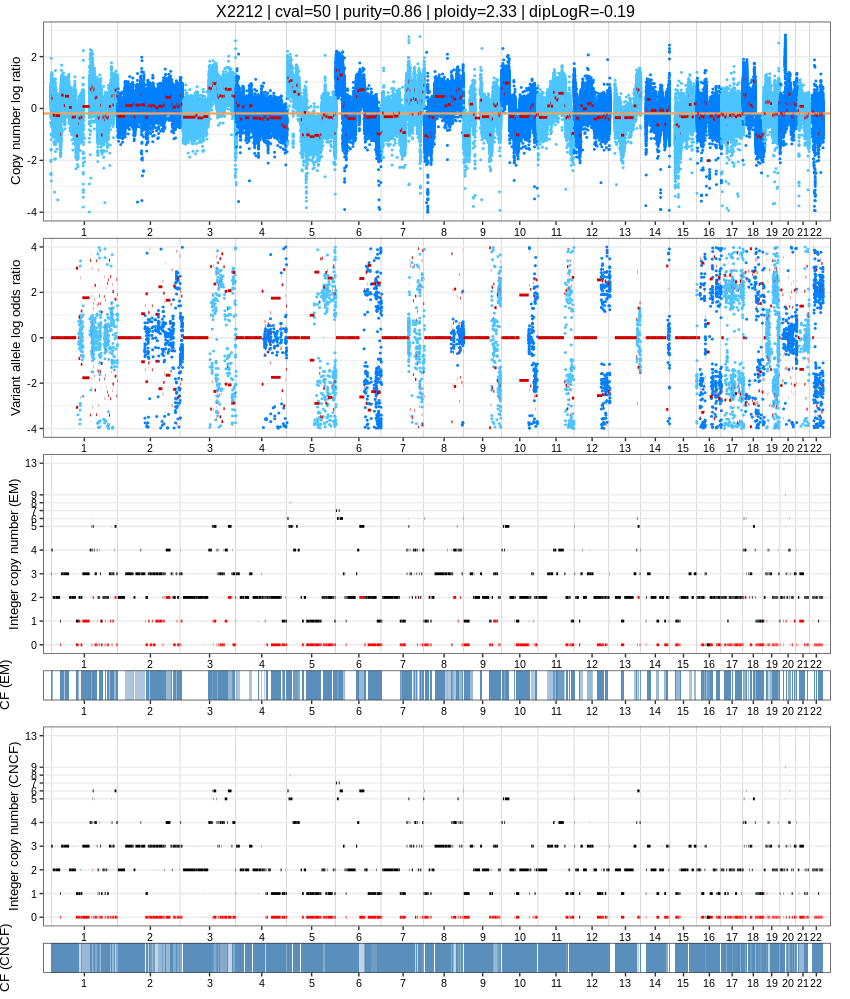 X2212 | cval=50 | purity=0.86 | ploidy=2.33 | dipLogR=-0.19
Copy number log ratio
2
0
-2
-4
1 2 3 4 5 6 7 8 9 10 11 12 13 14 15 16 17 18 19 20 21 22
Variant allele log odds ratio
4
2
0
-2
-4
1 2 3 4 5 6 7 8 9 10 11 12 13 14 15 16 17 18 19 20 21 22
Integer copy number (EM)
13
9
8
7
6
5
4
3
2
1
0
1 2 3 4 5 6 7 8 9 10 11 12 13 14 15 16 17 18 19 20 21 22
CF (EM)
1 2 3 4 5 6 7 8 9 10 11 12 13 14 15 16 17 18 19 20 21 22
Integer copy number (CNCF)
13
9
8
7
6
5
4
3
2
1
0
1 2 3 4 5 6 7 8 9 10 11 12 13 14 15 16 17 18 19 20 21 22
CF (CNCF)
1 2 3 4 5 6 7 8 9 10 11 12 13 14 15 16 17 18 19 20 21 22